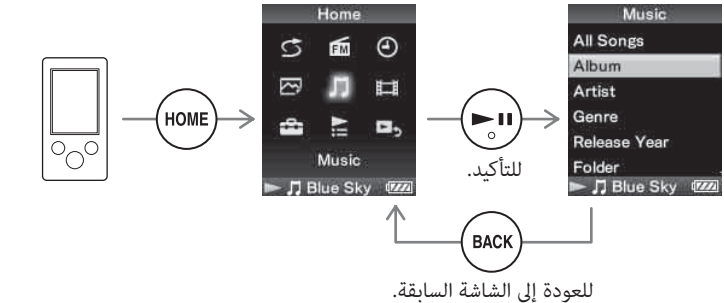 Home
FM
Music
Blue Sky
HOME
للتأكيد.
Music
All Songs
Album
Artist
Genre
Release Year
Folder
Blue Sky
BACK
للعودة إلى الشاشة السابقة.